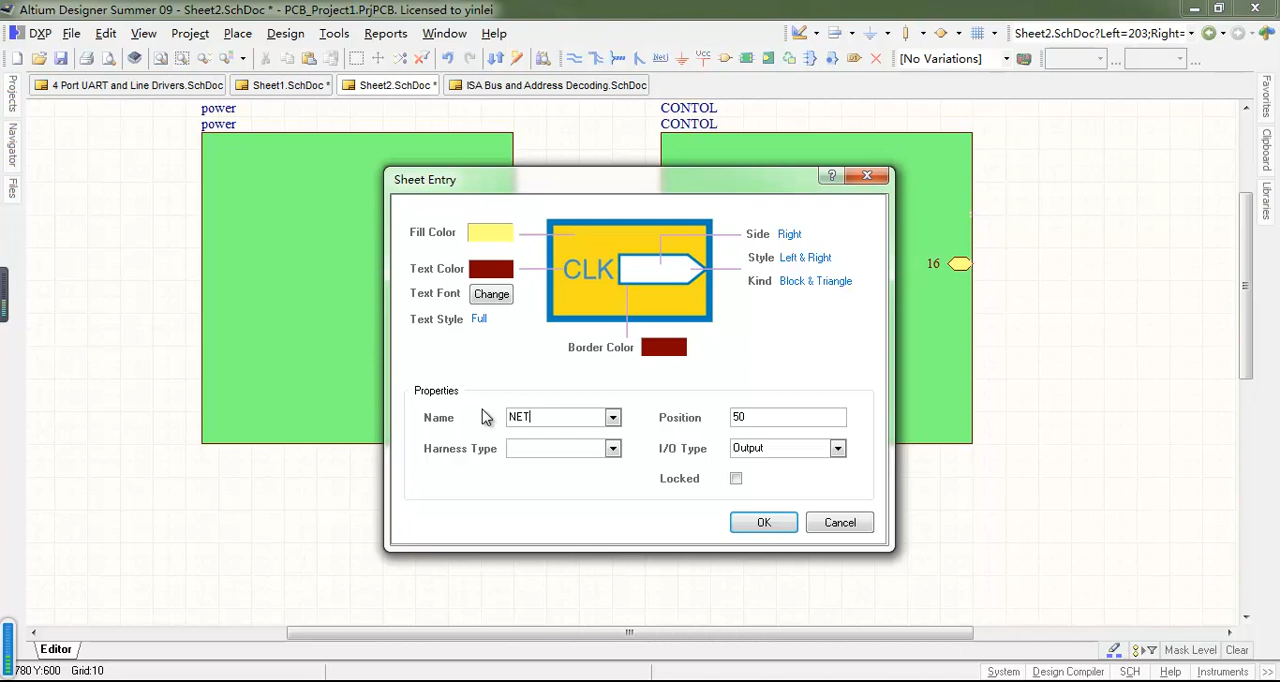 Altium Designer Summer 09 - Sheet2.SchDoc * - PCB_Project1.PrjPCB. Licensed to yinlei
DXP File Edit View Project Place Design Tools Reports Window Help
Sheet2.SchDoc?Left=203;Right=
Net
Vcc
[No Variations]
...
...
4 Port UART and Line Drivers.SchDoc
Sheet1.SchDoc *
Sheet2.SchDoc *
ISA Bus and Address Decoding.SchDoc
Projects
Navigator
Files
Favorites
Clipboard
Libraries
power
power
CONTOL
CONTOL
16
Sheet Entry
?
Fill Color
Text Color
Text Font
Change
Text Style
Full
CLK
Side
Right
Style
Left & Right
Kind
Block & Triangle
Border Color
Properties
Name
NET
Position
50
Harness Type
I/O Type
Output
Locked
OK
Cancel
Editor
Mask Level
Clear
780 Y:600 Grid:10
System
Design Compiler
SCH
Help
Instruments
>>